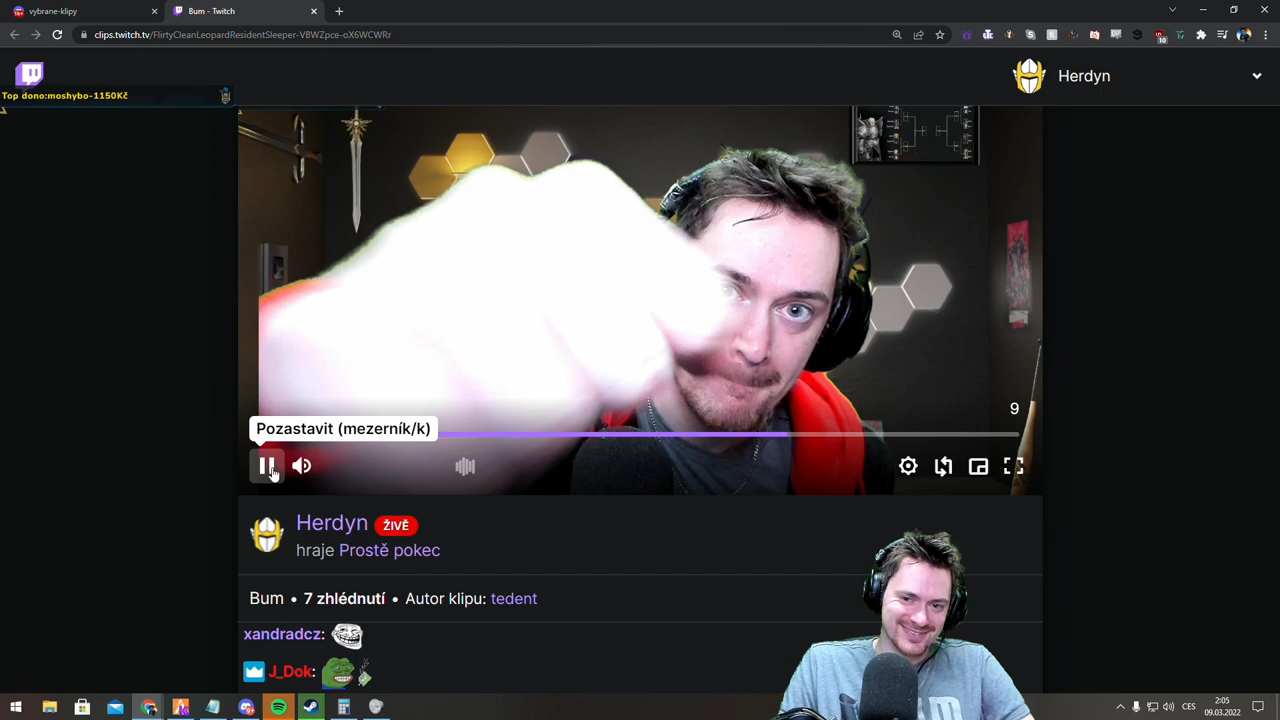 vybrane-klipy
Bum - Twitch
clips.twitch.tv/FlirtyCleanLeopardResidentSleeper-VBWZpce-oX6WCWRr
10
Herdyn
Top dono:moshybo-1150Kč
9
Pozastavit (mezerník/k)
Herdyn ŽIVĚ
hraje Prostě pokec
Bum • 7 zhlédnutí • Autor klipu: tedent
xandradcz:
J_Dok:
CES
2:05
09.03.2022